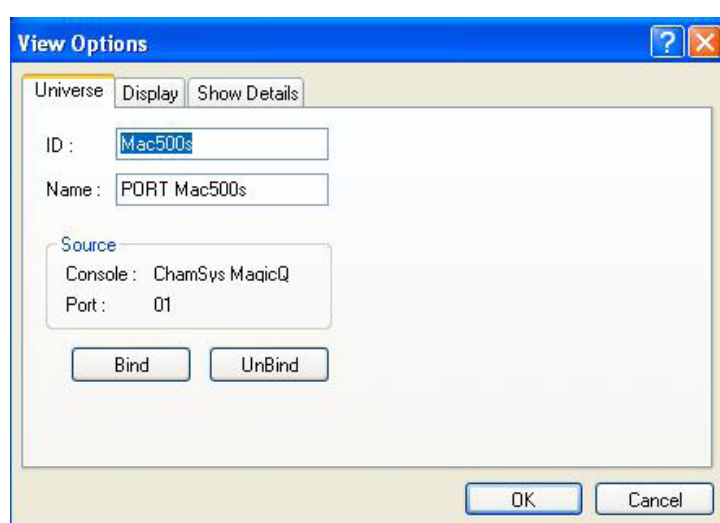 View Options
Universe Display Show Details
ID : Mac500s
Name : PORT Mac500s
Source
Console : ChamSys MagicQ
Port : 01
Bind UnBind
OK Cancel